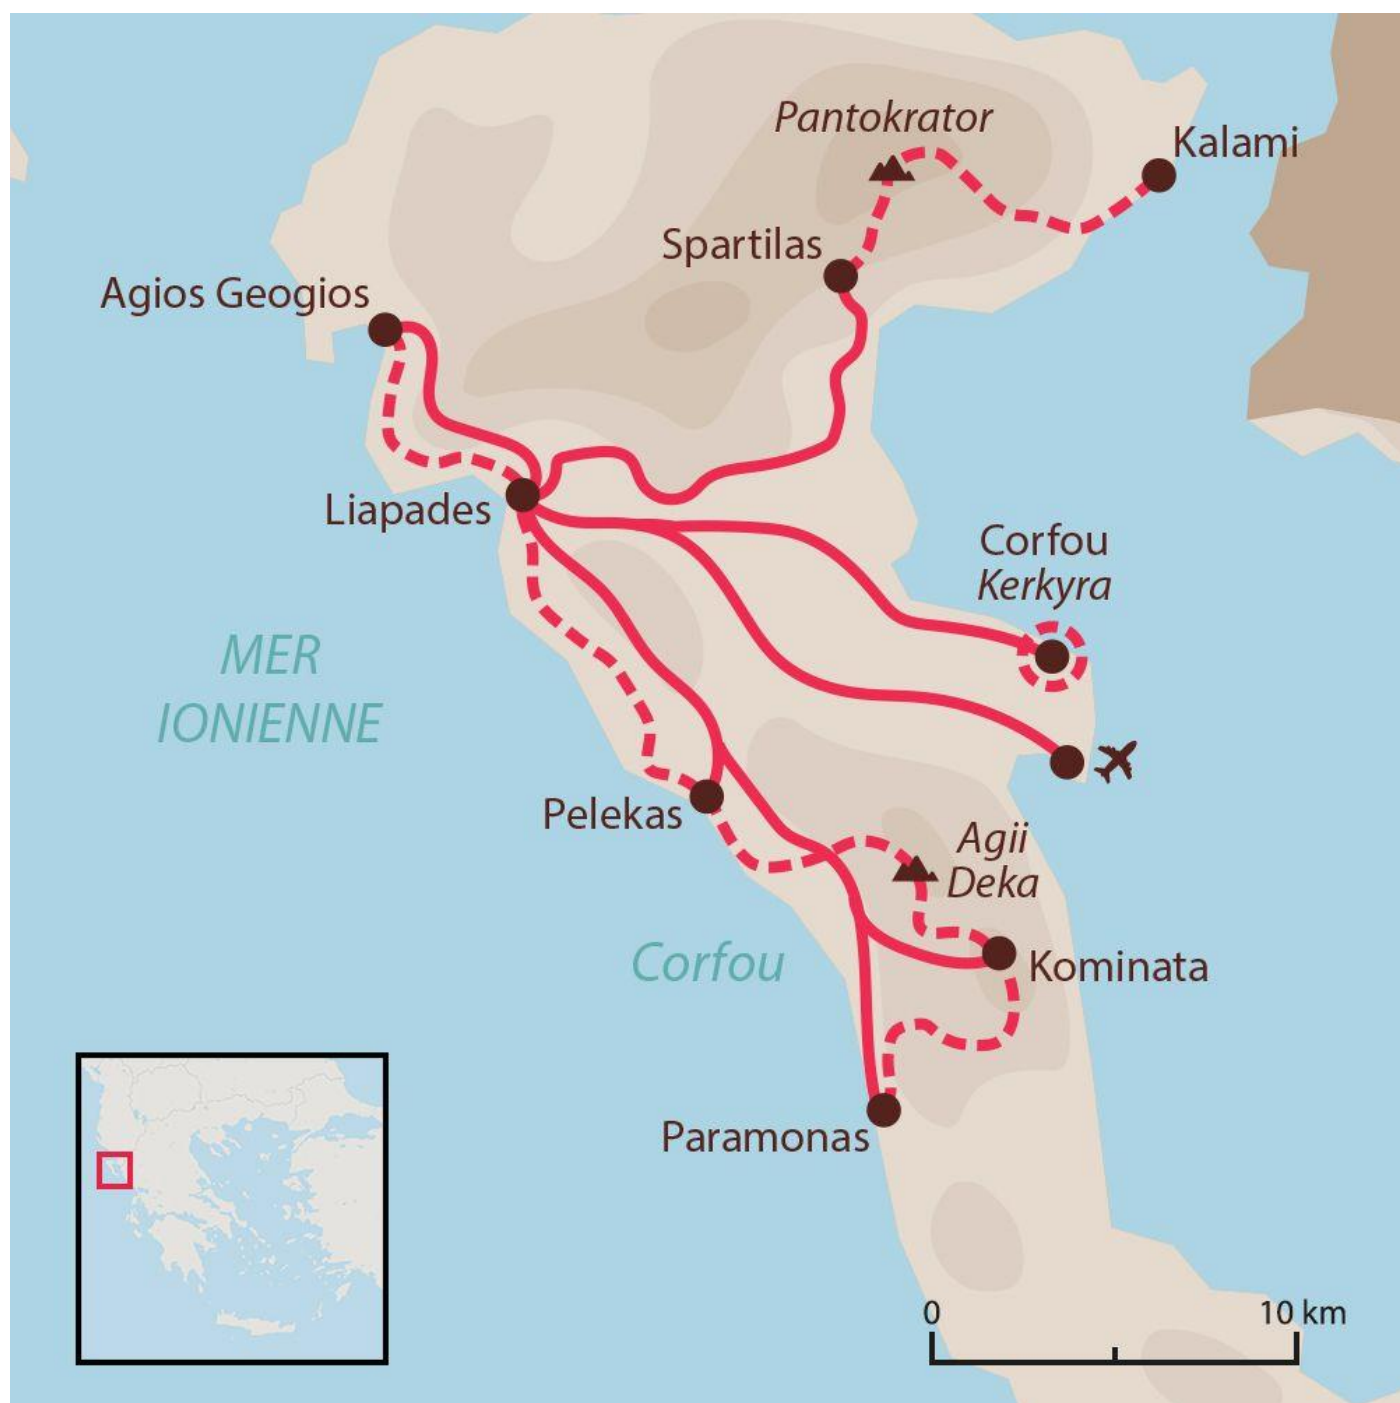 Pantokrator
Kalami
Spartilas
Agios Geogios
Liapades
Corfou
Kerkyra
MER
IONIENNE
Pelekas
Agii
Deka
Corfou
Kominata
Paramonas
0
10 km